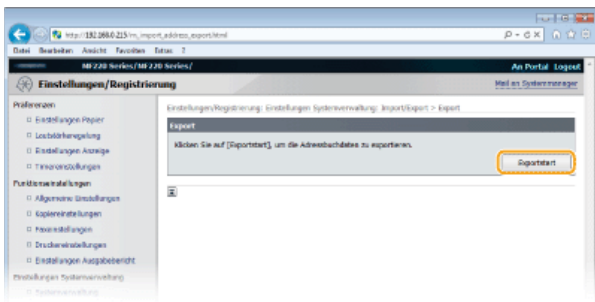 http://192.168.0.215/m_import_address_export.html
Datei Bearbeiten Ansicht Favoriten Extras ?
MF220 Series/MF220 Series/
An Portal Logout
Einstellungen/Registrierung
Mail an Systemmanager
Präferenzen
Einstellungen Papier
Lautstärkeregelung
Einstellungen Anzeige
Timereinstellungen
Funktionseinstellungen
Allgemeine Einstellungen
Kopiereinstellungen
Faxeinstellungen
Druckereinstellungen
Einstellungen Ausgabebericht
Einstellungen Systemverwaltung
Systemverwaltung
Einstellungen/Registrierung: Einstellungen Systemverwaltung: Import/Export > Export
Export
Klicken Sie auf [Exportstart], um die Adressbuchdaten zu exportieren.
Exportstart